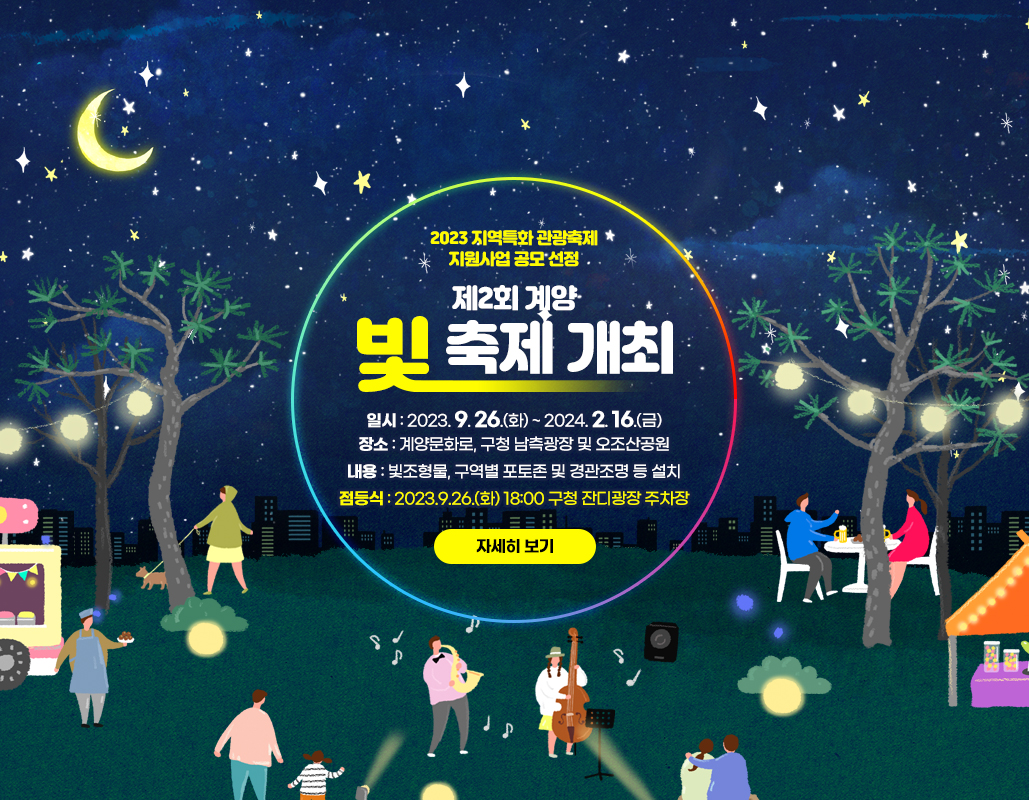 2023 지역특화 관광축제
지원사업 공모 선정
제2회 계양
빛 축제 개최
일시 : 2023. 9. 26.(화) ~ 2024. 2. 16.(금)
장소 : 계양문화로, 구청 남측광장 및 오조산공원
내용 : 빛조형물, 구역별 포토존 및 경관조명 등 설치
점등식 : 2023.9.26.(화) 18:00 구청 잔디광장 주차장
자세히 보기